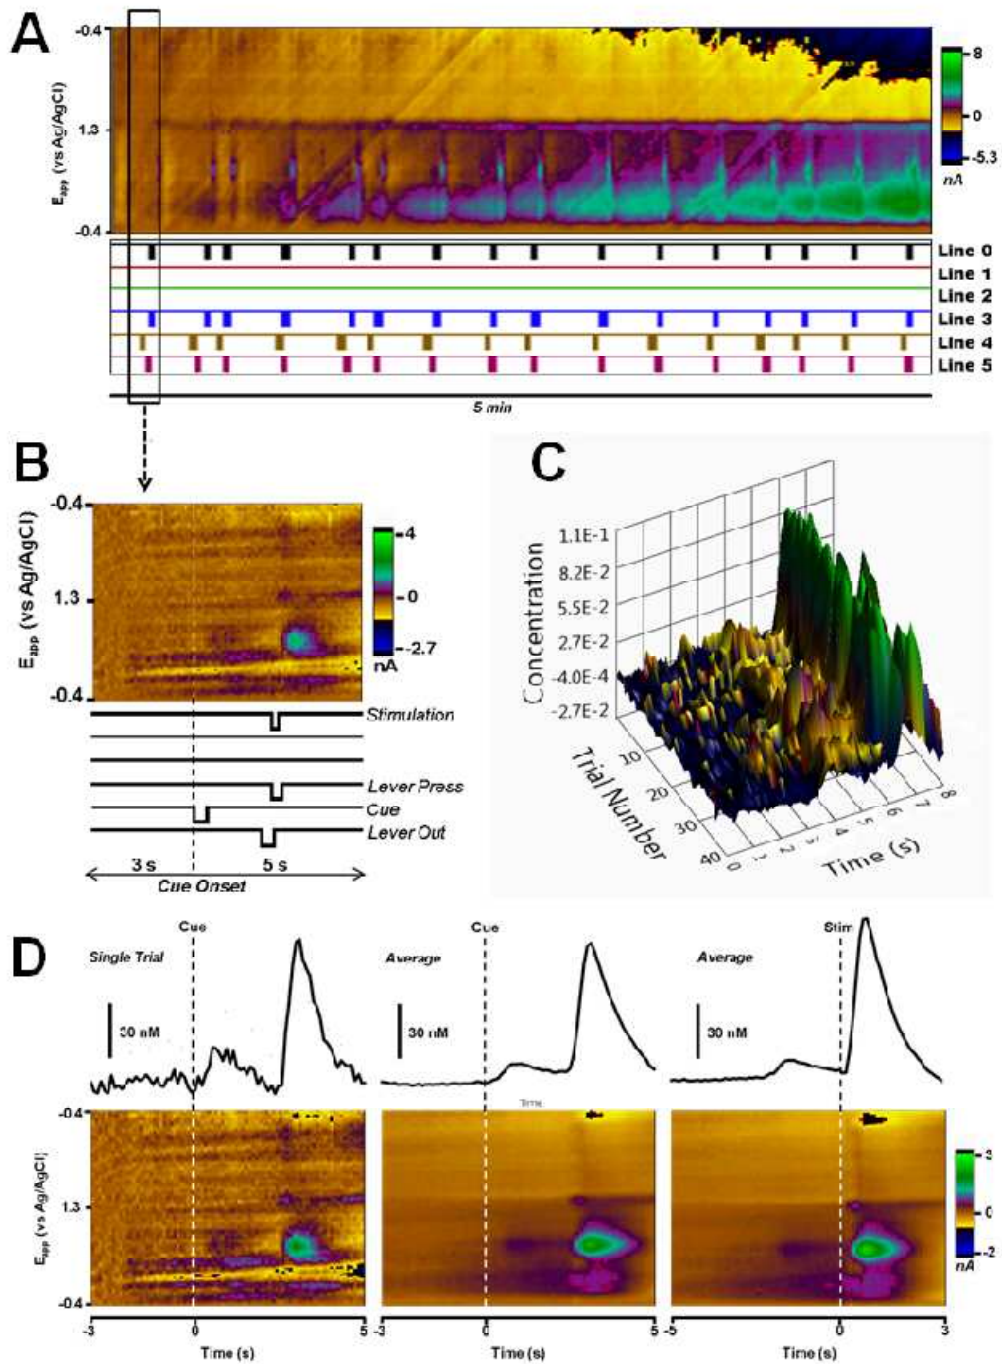 A
-0.4
1.3
-0.4
E_app (vs Ag/AgCl)
8
0
-5.3
nA
Line 0
Line 1
Line 2
Line 3
Line 4
Line 5
5 min
B
-0.4
1.3
-0.4
E_app (vs Ag/AgCl)
4
0
-2.7
nA
Stimulation
Lever Press
Cue
Lever Out
3 s 5 s
Cue Onset
C
Concentration
1.1E-1
8.2E-2
5.5E-2
2.7E-2
-4.0E-4
-2.7E-2
10
20
30
40
Trial Number
0 1 2 3 4 5 6 7 8
Time (s)
D
Cue
Single Trial
30 nM
Cue
Average
30 nM
Stim
Average
30 nM
Time
-0.4
1.3
-0.4
E_app (vs Ag/AgCl)
3
0
-2
nA
-3 0 5
Time (s)
-3 0 5
Time (s)
-5 0 3
Time (s)